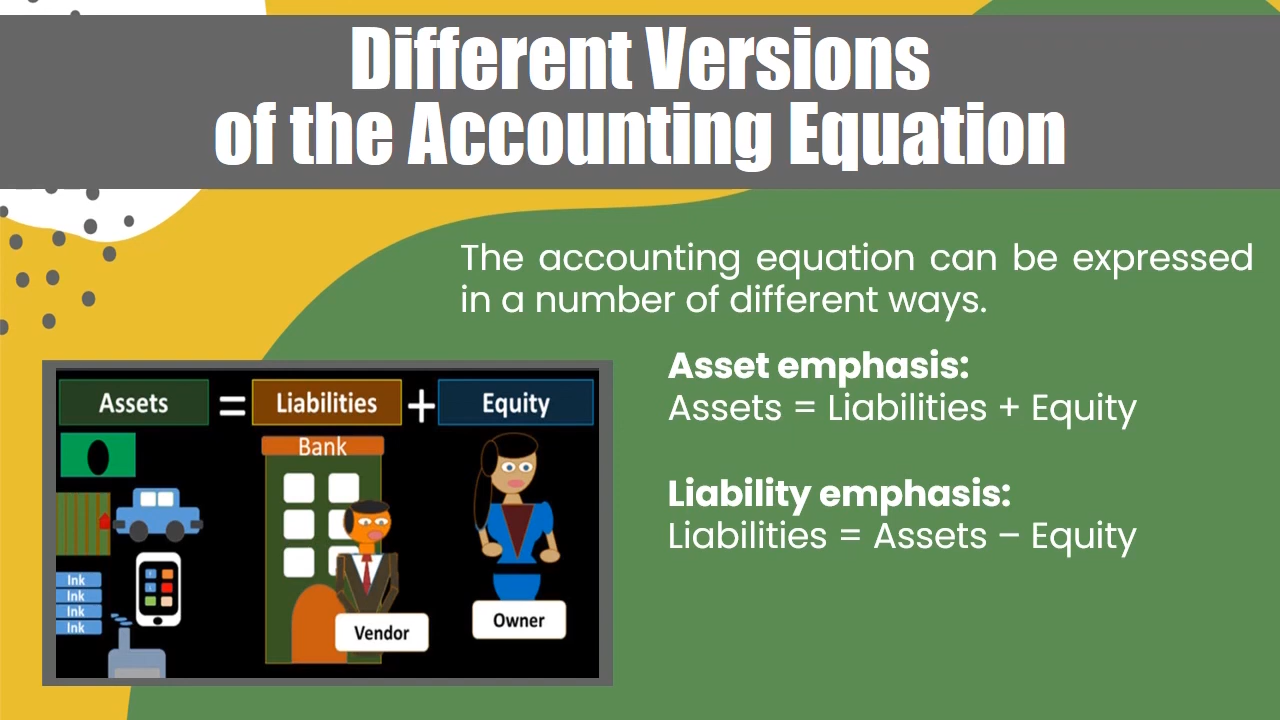 Different Versions
of the Accounting Equation
The accounting equation can be expressed
in a number of different ways.
Asset emphasis:
Assets = Liabilities + Equity
Liability emphasis:
Liabilities = Assets – Equity
Assets = Liabilities + Equity
Bank
Ink
Ink
Ink
Ink
Vendor
Owner